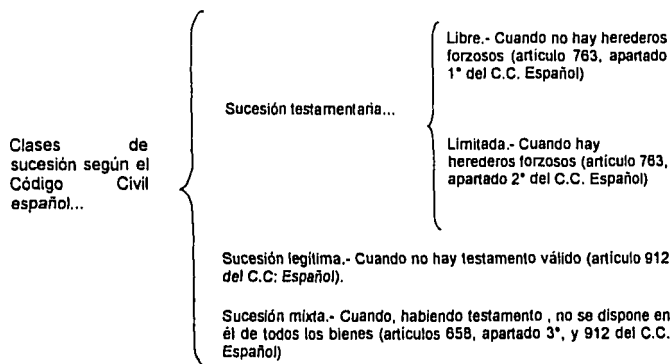 Clases de
sucesión según el
Código Civil
español...
Sucesión testamentaria...
Libre.- Cuando no hay herederos
forzosos (artículo 763, apartado
1° del C.C. Español)
Limitada.- Cuando hay
herederos forzosos (artículo 763,
apartado 2° del C.C. Español)
Sucesión legítima.- Cuando no hay testamento válido (artículo 912
del C.C: Español).
Sucesión mixta.- Cuando, habiendo testamento , no se dispone en
él de todos los bienes (artículos 658, apartado 3°, y 912 del C.C.
Español)